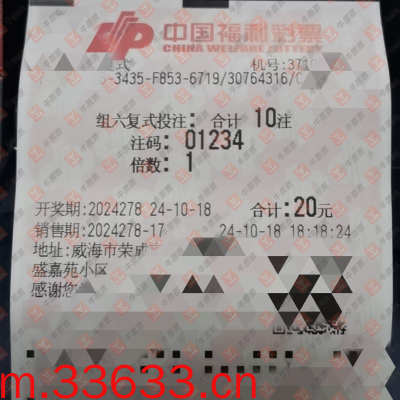 中国福利彩票
CHINA WELFARE LOTTERY
式 机号:37
-3435-F853-6719/30764316/
组六复式投注: 合计 10注
注码: 01234
倍数: 1
开奖期:2024278 24-10-18 合计:20元
销售期:2024278-17 24-10-18 18:18:24
地址:威海市荣成
盛嘉苑小区
感谢您
m.33633.cn